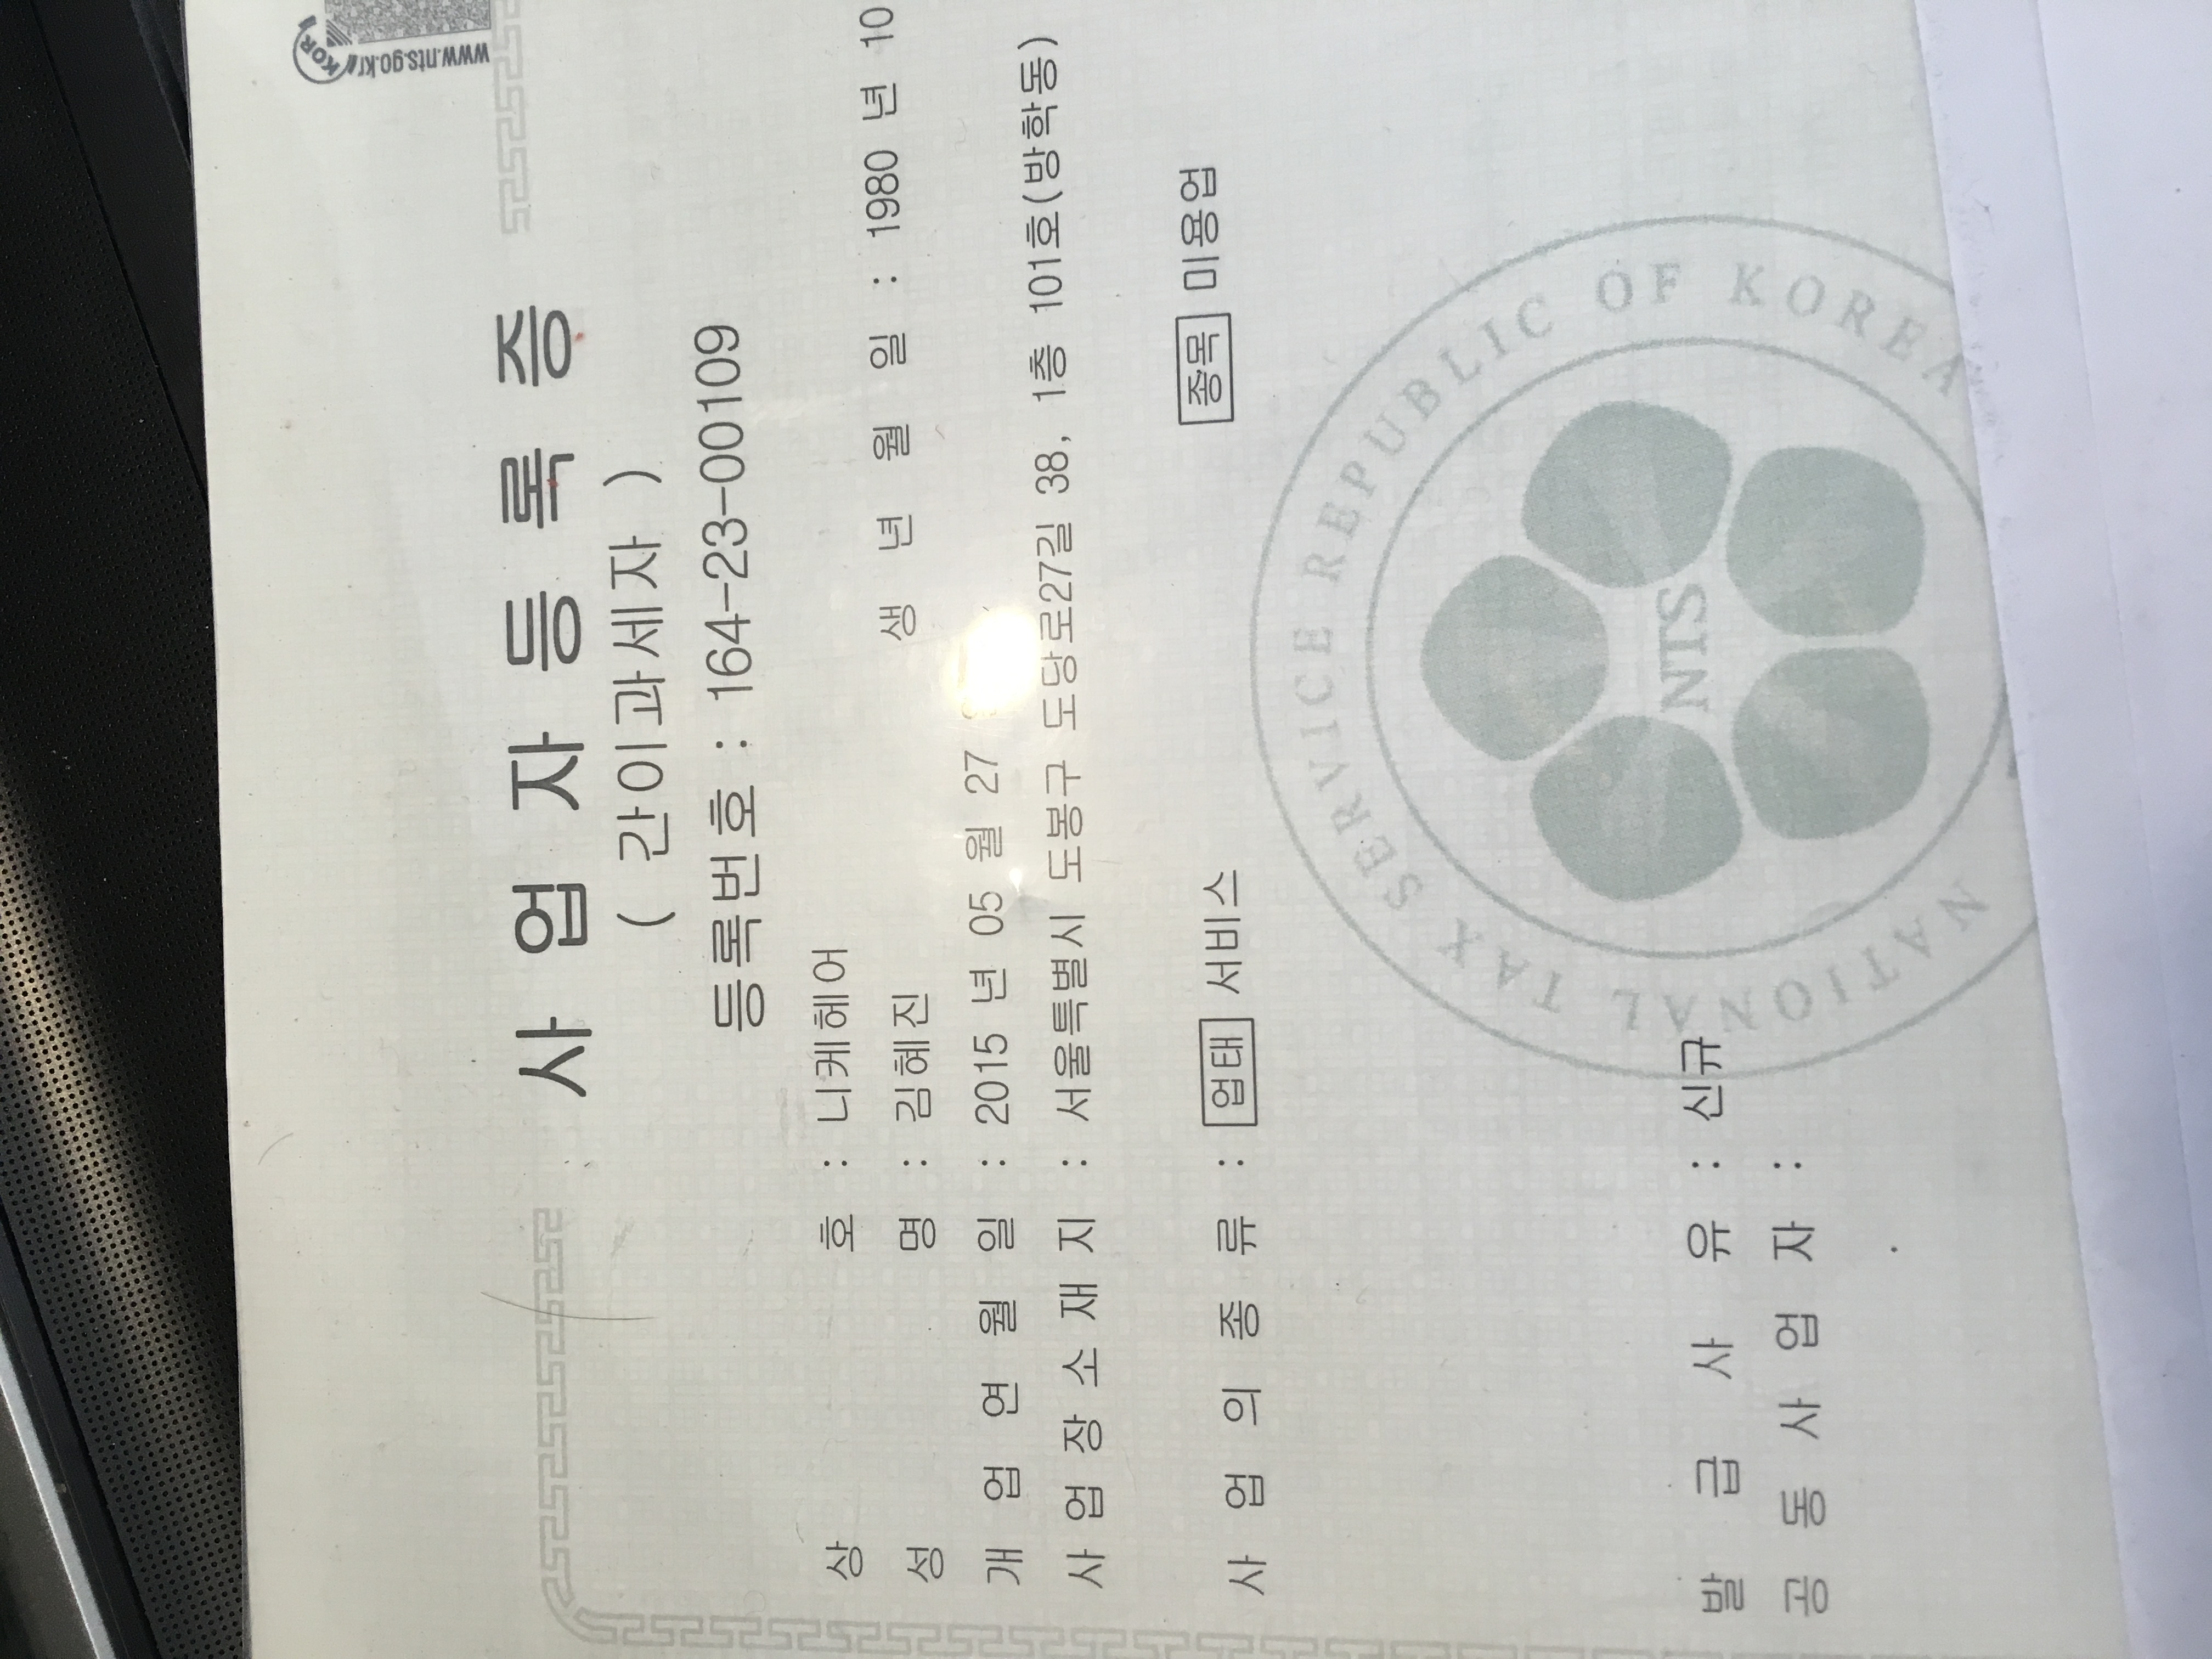 www.nts.go.kr
KOR
사 업 자 등 록 증
( 간이과세자 )
등록번호 : 164-23-00109
상 호 : 니케헤어
성 명 : 김혜진 생 년 월 일 : 1980 년 10
개 업 연 월 일 : 2015 년 05 월 27
사 업 장 소 재 지 : 서울특별시 도봉구 도당로27길 38, 1층 101호(방학동)
사 업 의 종 류 : 업태 서비스 종목 미용업
발 급 사 유 : 신규
공 동 사 업 자 :
NATIONAL TAX SERVICE REPUBLIC OF KOREA
NTS